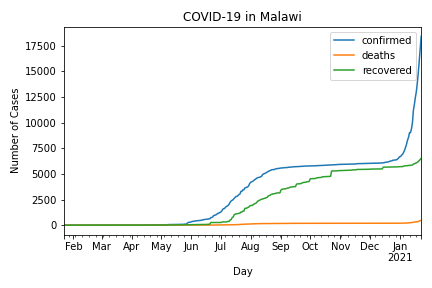 COVID-19 in Malawi
Number of Cases
17500
15000
12500
10000
7500
5000
2500
0
confirmed
deaths
recovered
Feb Mar Apr May Jun Jul Aug Sep Oct Nov Dec Jan
2021
Day